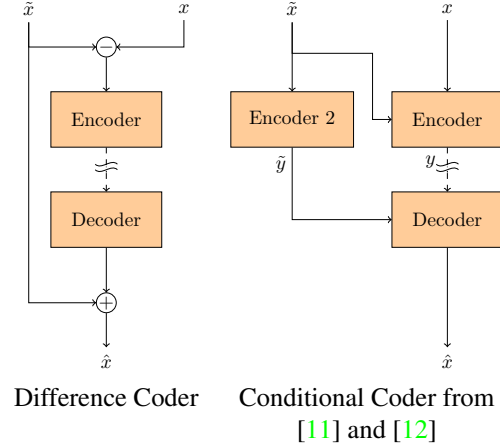 x̃
x
−
Encoder
Decoder
+
x̂
Difference Coder
x̃
x
Encoder 2
Encoder
ỹ
y
Decoder
x̂
Conditional Coder from
[11] and [12]